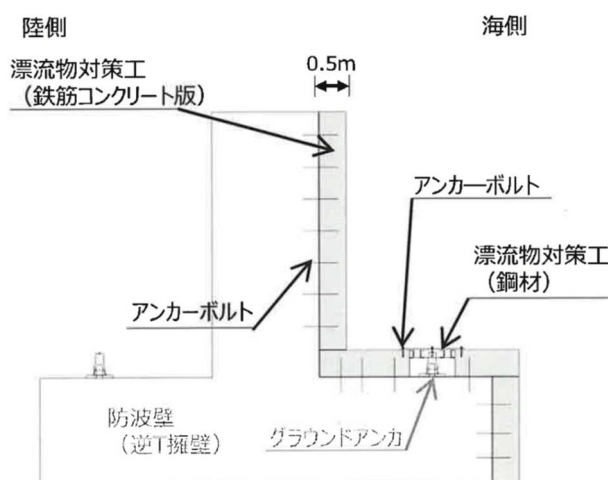 陸側
海側
漂流物対策工
（鉄筋コンクリート版）
0.5m
アンカーボルト
漂流物対策工
（鋼材）
アンカーボルト
防波壁
（逆T擁壁）
グラウンドアンカ